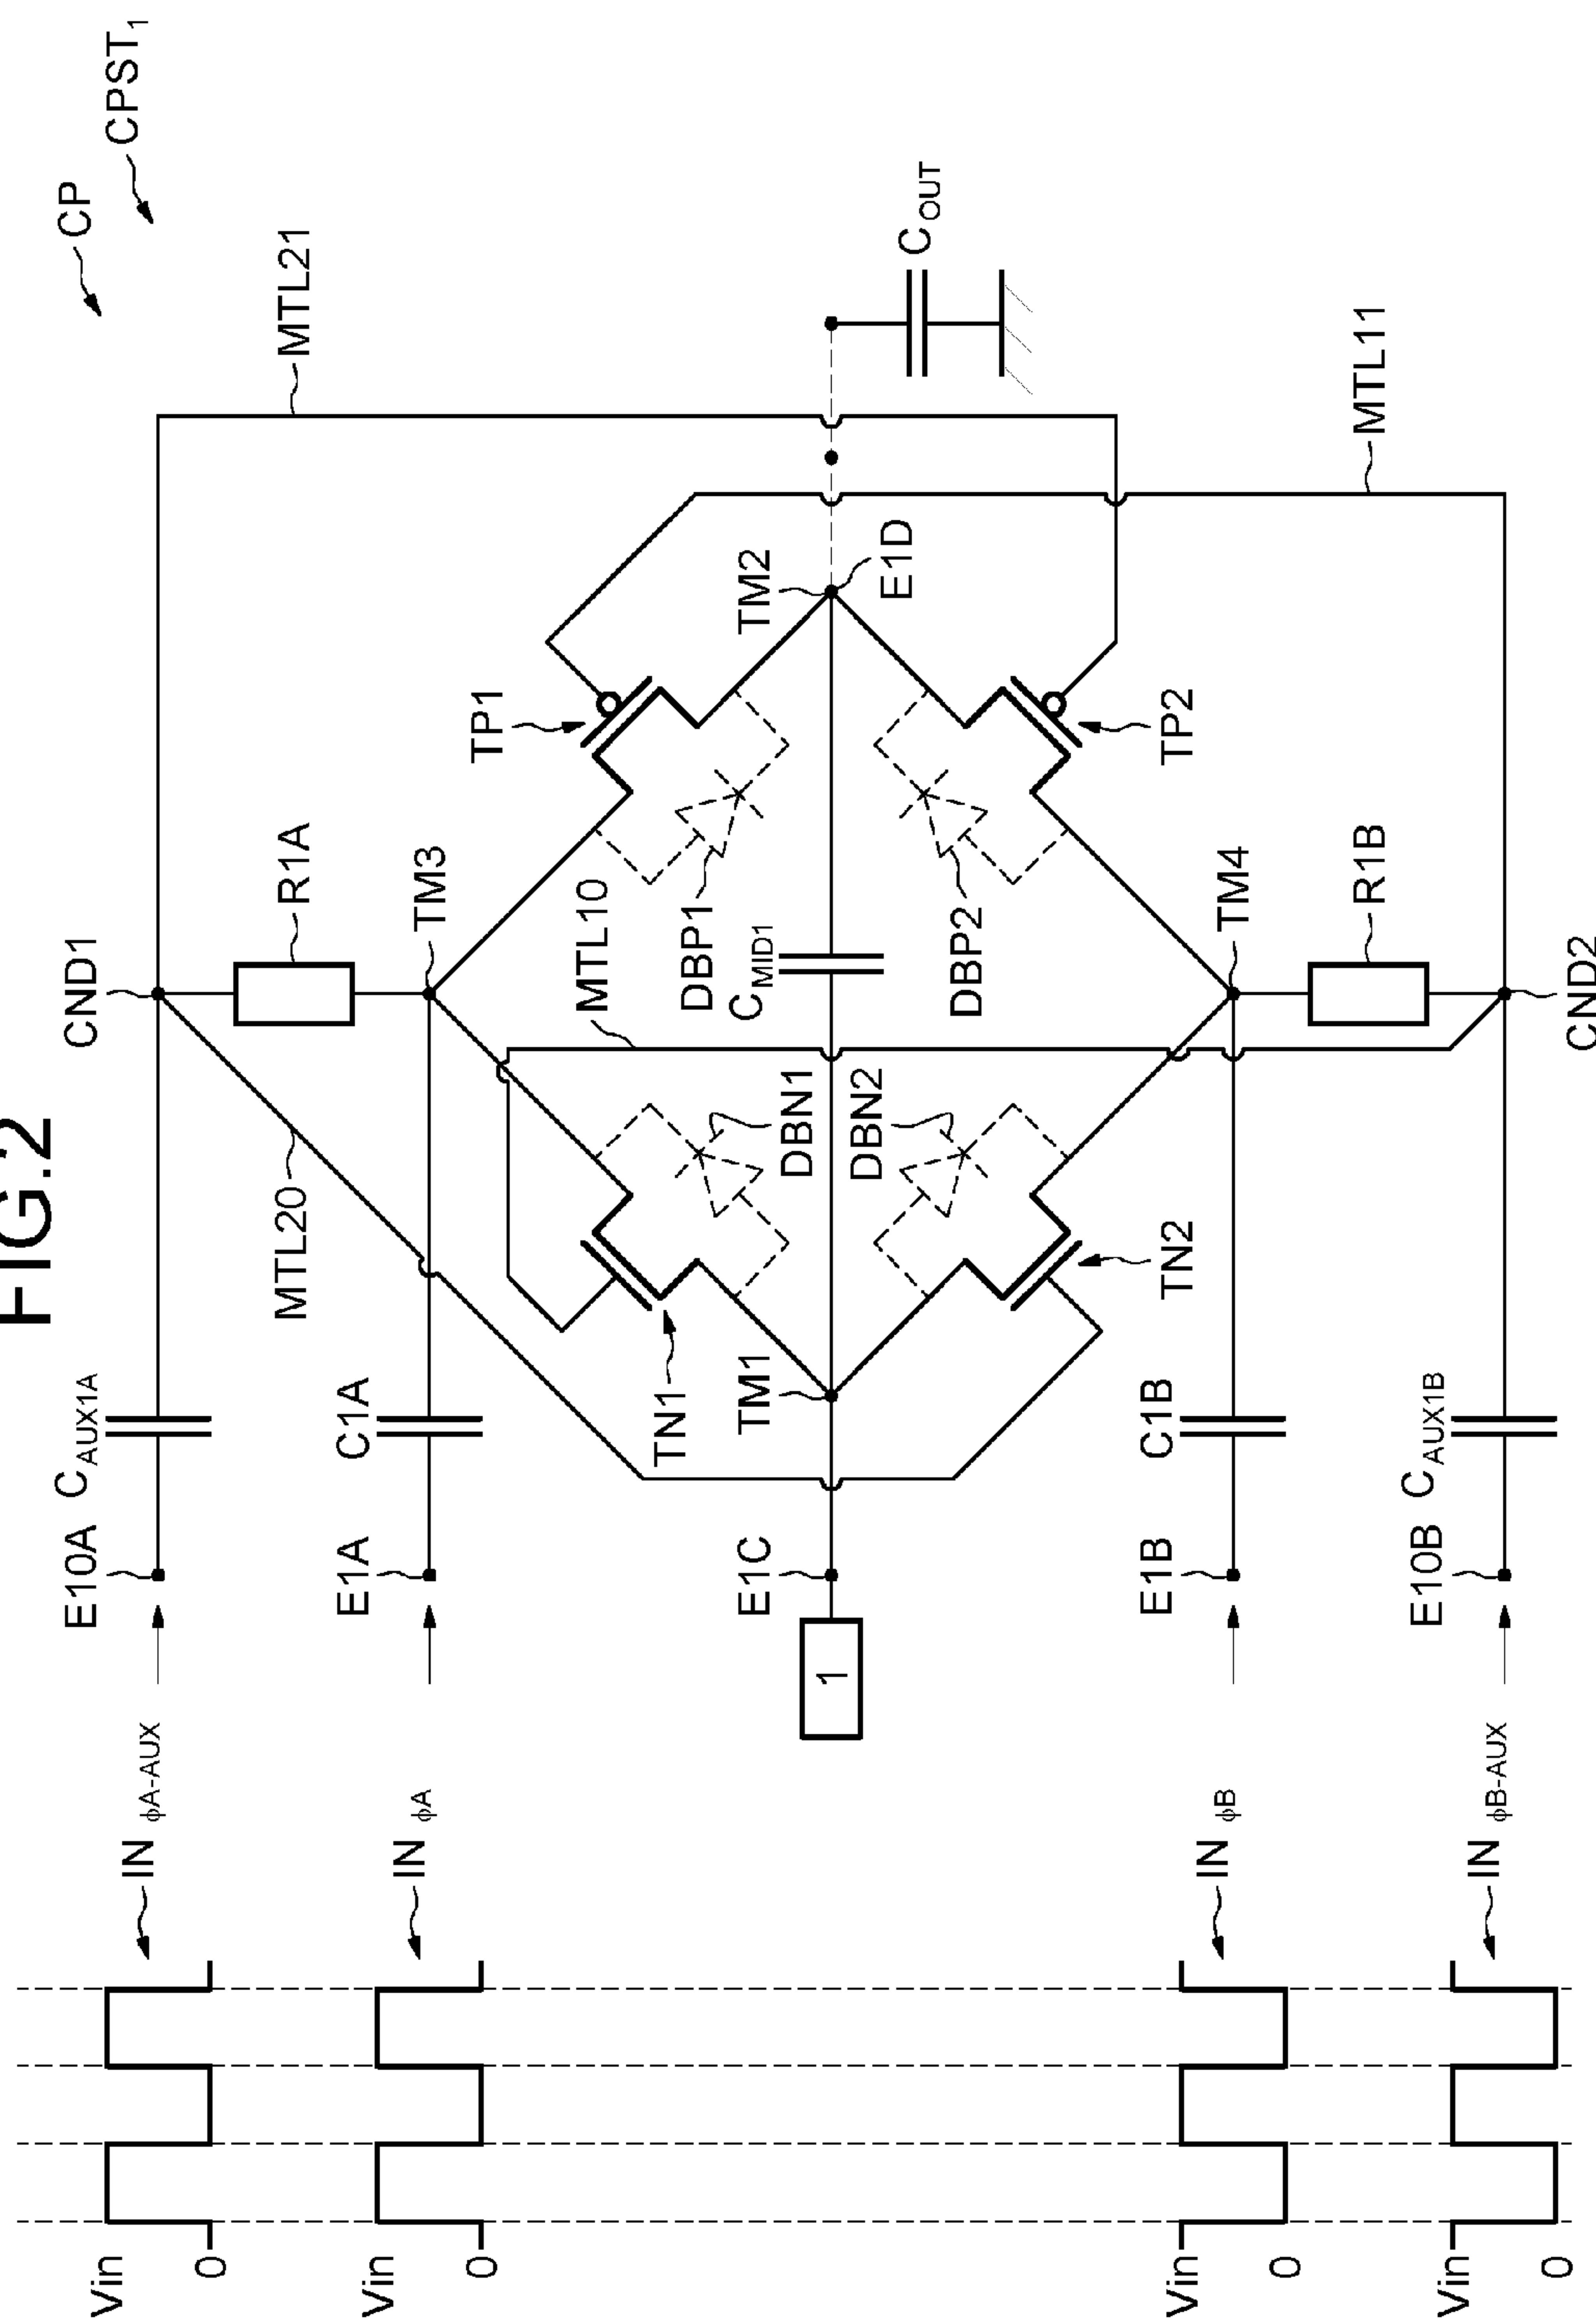 FIG.2
CP
CPST1
Vin
0
IN ϕA-AUX
E10A
C AUX1A
CND1
MTL21
MTL20
R1A
Vin
0
IN ϕA
E1A
C1A
TM3
TP1
TN1
MTL10
DBP1
TM2
CMID1
DBN1
TM1
E1C
1
DBN2
DBP2
E1D
COUT
TN2
TP2
Vin
0
IN ϕB
E1B
C1B
TM4
R1B
MTL11
Vin
0
IN ϕB-AUX
E10B
C AUX1B
CND2